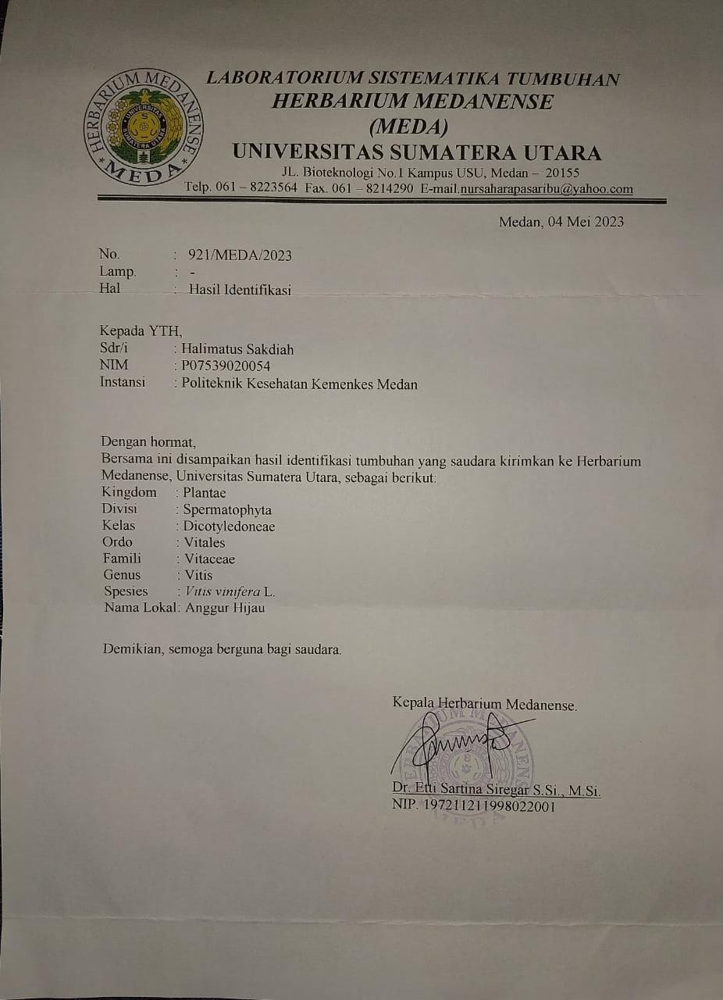 HERBARIUM MEDANENSE
* MEDA *
UNIVERSITAS
SUMATERA UTARA
LABORATORIUM SISTEMATIKA TUMBUHAN
HERBARIUM MEDANENSE
(MEDA)
UNIVERSITAS SUMATERA UTARA
JL. Bioteknologi No.1 Kampus USU, Medan – 20155
Telp. 061 – 8223564 Fax. 061 – 8214290 E-mail.nursaharapasaribu@yahoo.com
Medan, 04 Mei 2023
No. : 921/MEDA/2023
Lamp. : -
Hal : Hasil Identifikasi
Kepada YTH,
Sdr/i : Halimatus Sakdiah
NIM : P07539020054
Instansi : Politeknik Kesehatan Kemenkes Medan
Dengan hormat,
Bersama ini disampaikan hasil identifikasi tumbuhan yang saudara kirimkan ke Herbarium
Medanense, Universitas Sumatera Utara, sebagai berikut:
Kingdom : Plantae
Divisi : Spermatophyta
Kelas : Dicotyledoneae
Ordo : Vitales
Famili : Vitaceae
Genus : Vitis
Spesies : Vitis vinifera L.
Nama Lokal: Anggur Hijau
Demikian, semoga berguna bagi saudara.
Kepala Herbarium Medanense.
HERBARIUM MEDANENSE
MEDA
Dr. Etti Sartina Siregar S.Si., M.Si.
NIP. 197211211998022001